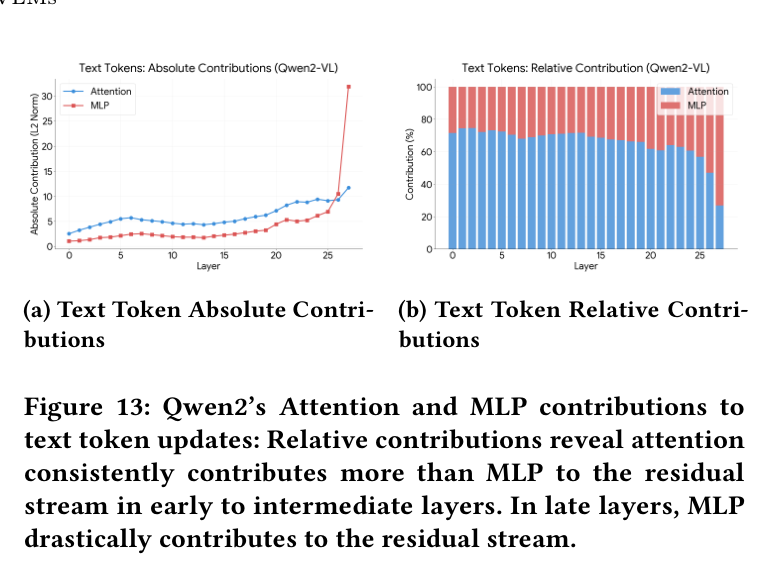 Text Tokens: Absolute Contributions (Qwen2-VL)
Attention
MLP
Absolute Contribution (L2 Norm)
30
25
20
15
10
5
0
0 5 10 15 20 25
Layer
Text Tokens: Relative Contribution (Qwen2-VL)
Attention
MLP
Contribution (%)
100
80
60
40
20
0
0 5 10 15 20 25
Layer
(a) Text Token Absolute Contri-
butions
(b) Text Token Relative Contri-
butions
Figure 13: Qwen2's Attention and MLP contributions to
text token updates: Relative contributions reveal attention
consistently contributes more than MLP to the residual
stream in early to intermediate layers. In late layers, MLP
drastically contributes to the residual stream.